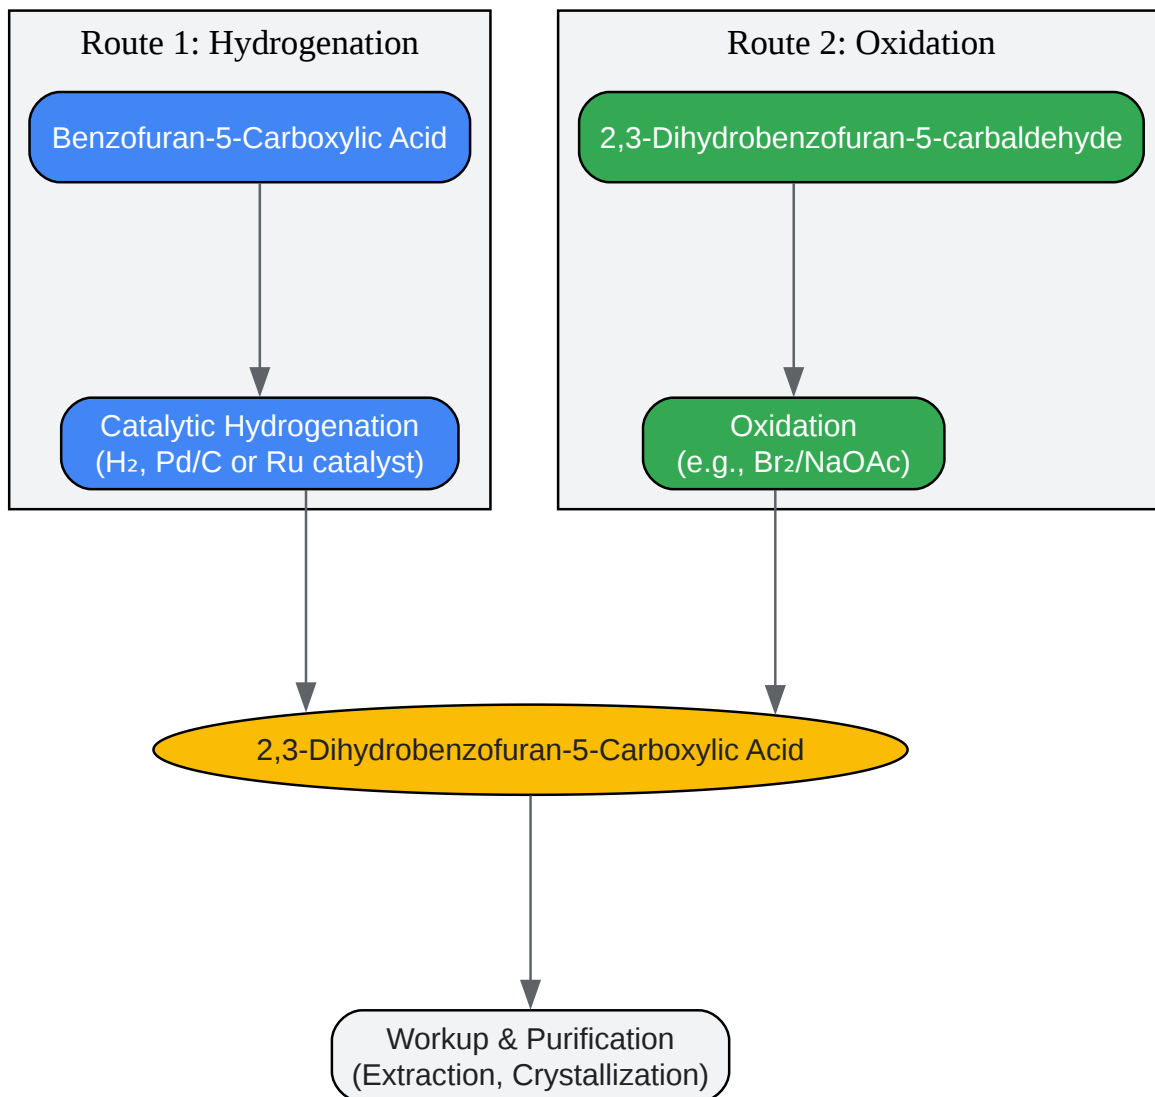 Route 1: Hydrogenation
Benzofuran-5-Carboxylic Acid
Catalytic Hydrogenation
(H₂, Pd/C or Ru catalyst)
Route 2: Oxidation
2,3-Dihydrobenzofuran-5-carbaldehyde
Oxidation
(e.g., Br₂/NaOAc)
2,3-Dihydrobenzofuran-5-Carboxylic Acid
Workup & Purification
(Extraction, Crystallization)